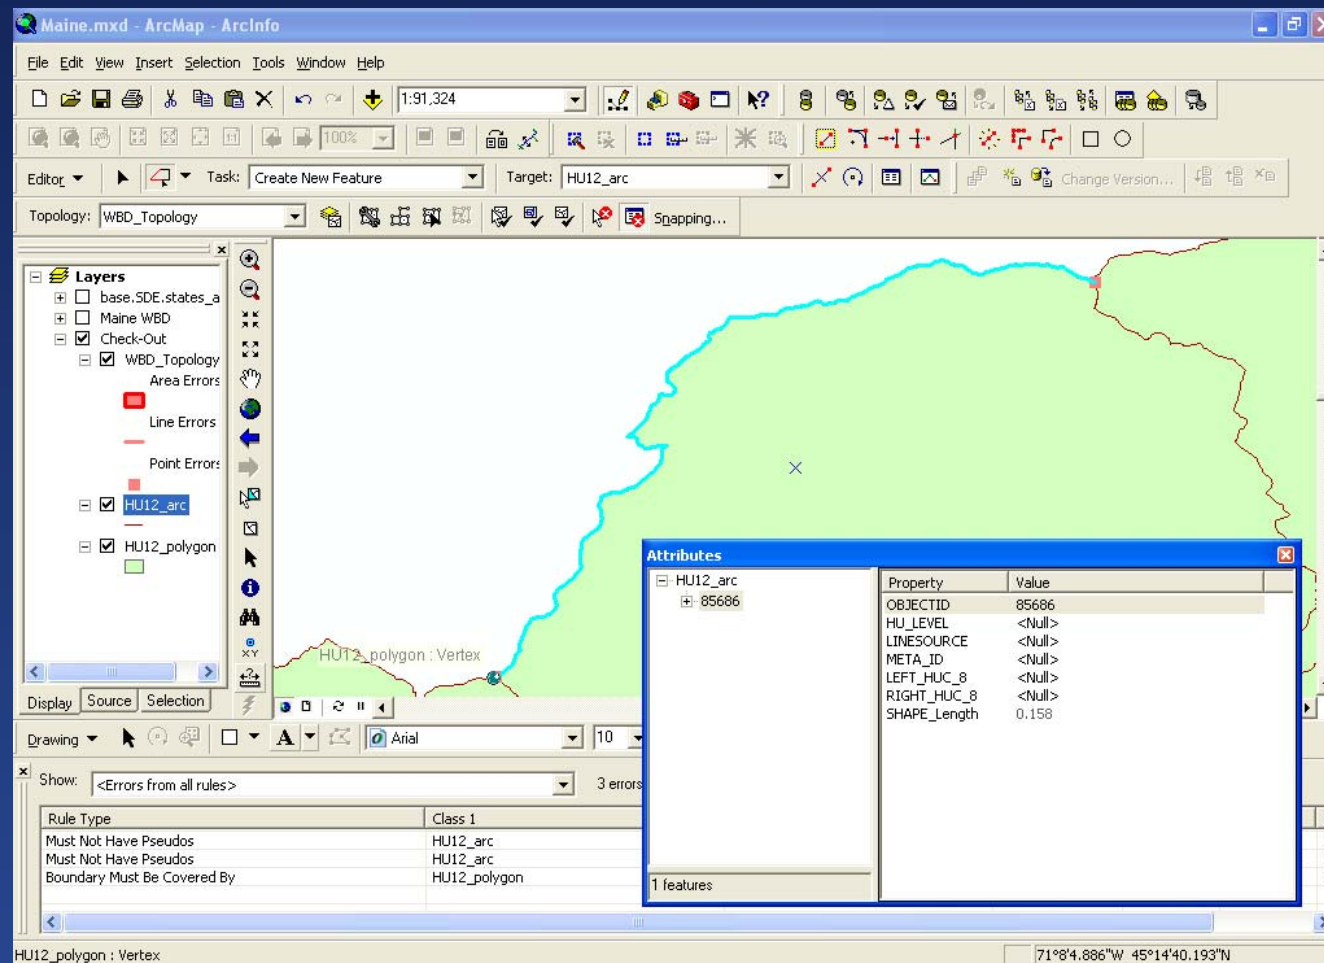 Maine.mxd - ArcMap - ArcInfo
File Edit View Insert Selection Tools Window Help
1:91,324
100%
Editor Task: Create New Feature Target: HU12_arc Change Version...
Topology: WBD_Topology Snapping...
Layers
base.SDE.states_a
Maine WBD
Check-Out
WBD_Topology
Area Errors
Line Errors
Point Errors
HU12_arc
HU12_polygon
Display Source Selection
HU12_polygon : Vertex
Attributes
HU12_arc
85686
1 features
Property Value
OBJECTID 85686
HU_LEVEL <Null>
LINESOURCE <Null>
META_ID <Null>
LEFT_HUC_8 <Null>
RIGHT_HUC_8 <Null>
SHAPE_Length 0.158
Drawing A Arial 10
Show: <Errors from all rules> 3 errors
Rule Type Class 1
Must Not Have Pseudos HU12_arc
Must Not Have Pseudos HU12_arc
Boundary Must Be Covered By HU12_polygon
HU12_polygon : Vertex 71°8'4.886"W 45°14'40.193"N